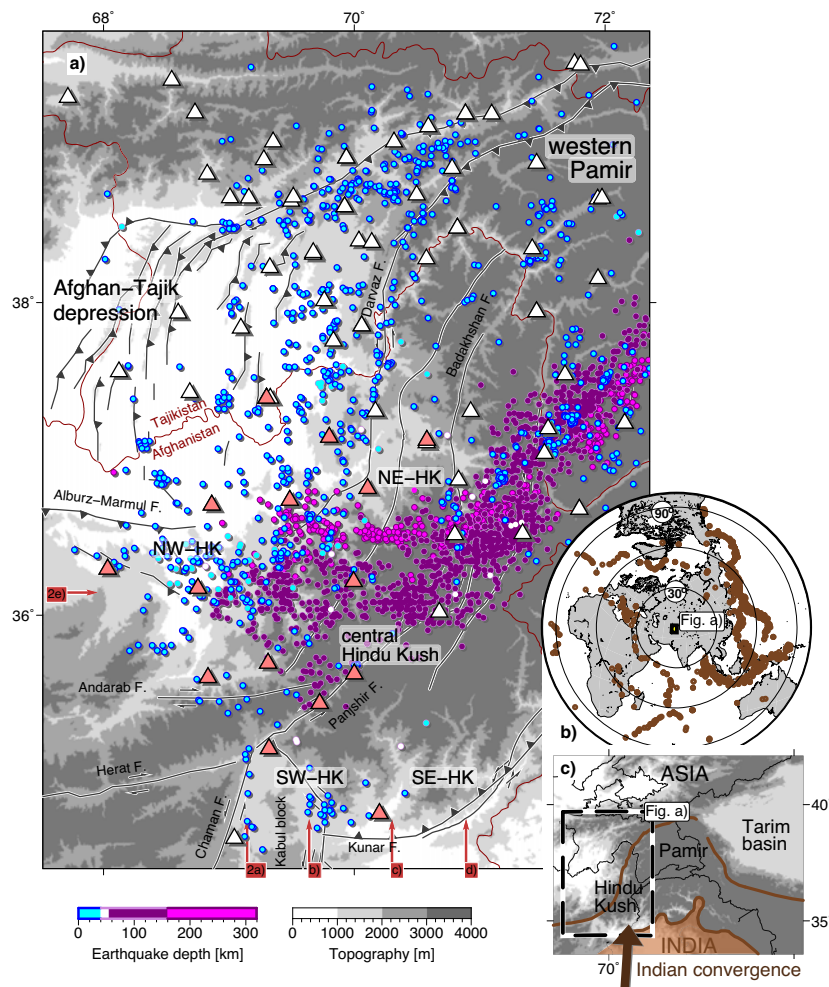 68˚ 70˚ 72˚
a)
western
Pamir
38˚
Afghan–Tajik
depression
Darvaz F.
Badakhshan F.
Tajikistan
Afghanistan
NE–HK
Alburz–Marmul F.
NW–HK
2e)
36˚
central
Hindu Kush
Andarab F.
Panjshir F.
Herat F.
SW–HK
SE–HK
Chaman F.
Kabul block
Kunar F.
2a)
b)
c)
d)
0 100 200 300
Earthquake depth [km]
0 1000 2000 3000 4000
Topography [m]
90˚
30˚
Fig. a)
b)
c)
ASIA
40˚
Fig. a)
Tarim
basin
Pamir
Hindu
Kush
35˚
INDIA
70˚
Indian convergence